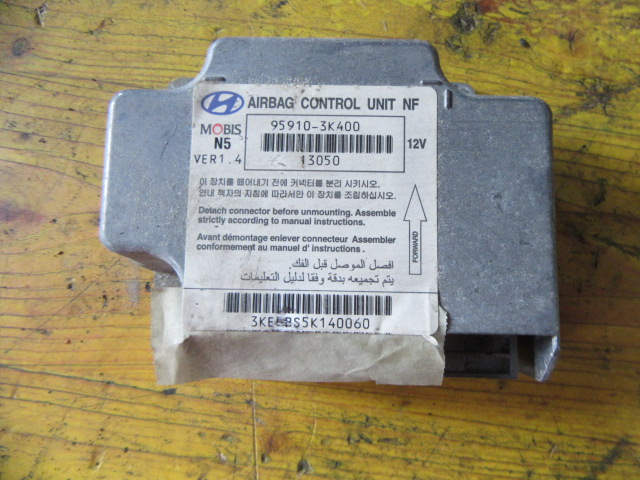 AIRBAG CONTROL UNIT NF
MOBIS
N5
VER1.4
95910-3K400
13050
12V
이 장치를 떼어내기 전에 커넥터를 분리 시키시오.
안내 책자의 지침에 따라서만 이 장치를 조립하십시오.
Detach connector before unmounting. Assemble
strictly according to manual instructions.
Avant démontage enlever connecteur Assembler
conformement au manuel d' instructions .
افصل الموصل قبل الفك.
يتم تجميعه بدقة وفقا لدليل التعليمات
FORWARD